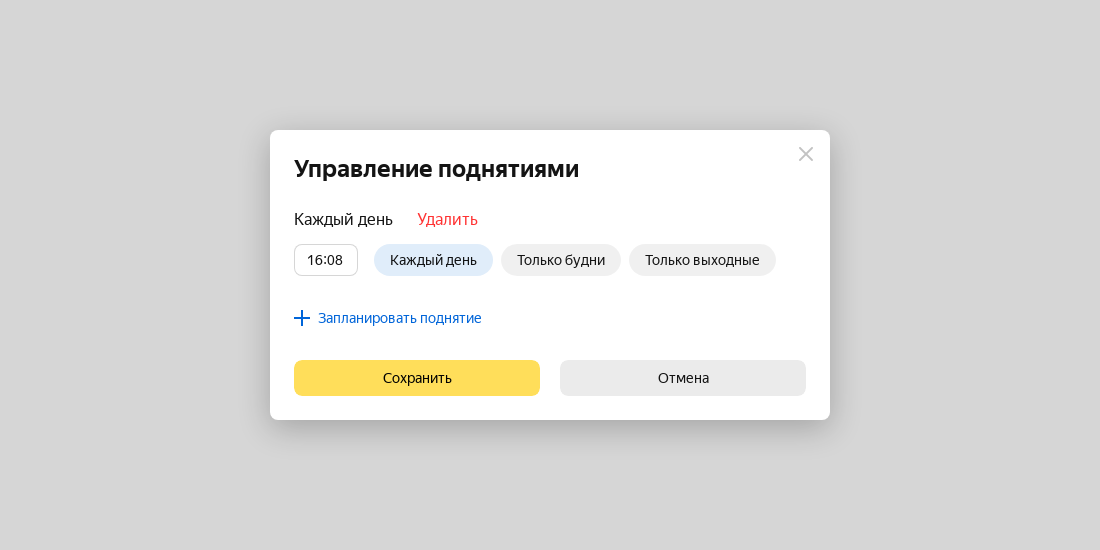 Управление поднятиями
Каждый день Удалить
16:08 Каждый день Только будни Только выходные
Запланировать поднятие
Сохранить Отмена